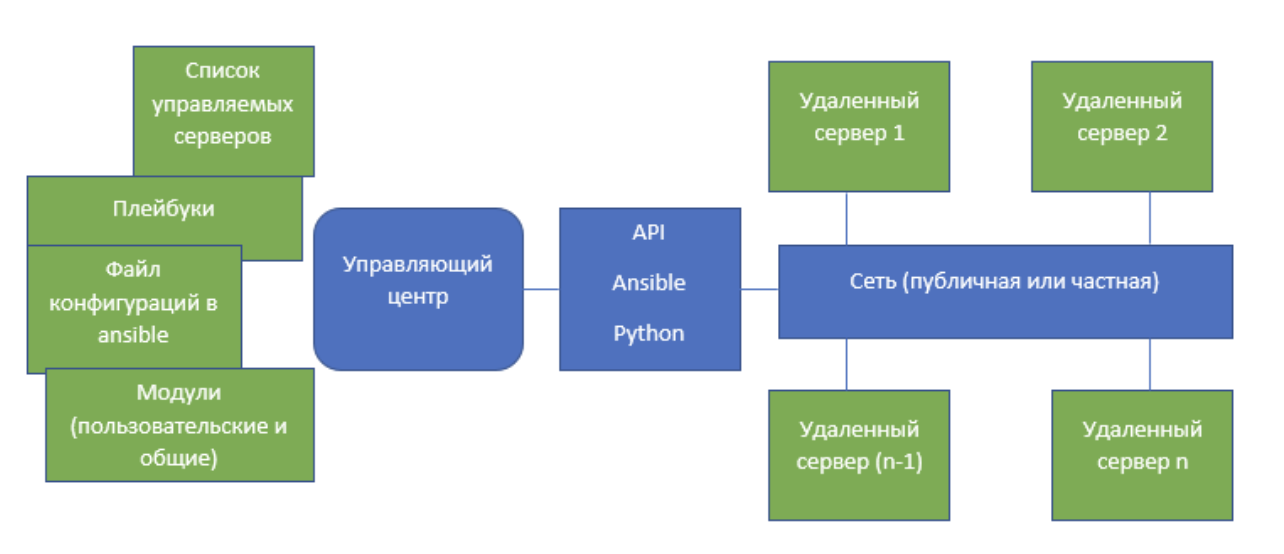 Список
управляемых
серверов
Плейбуки
Файл
конфигураций в
ansible
Модули
(пользовательские и
общие)
Управляющий
центр
API
Ansible
Python
Удаленный
сервер 1
Удаленный
сервер 2
Сеть (публичная или частная)
Удаленный
сервер (n-1)
Удаленный
сервер n